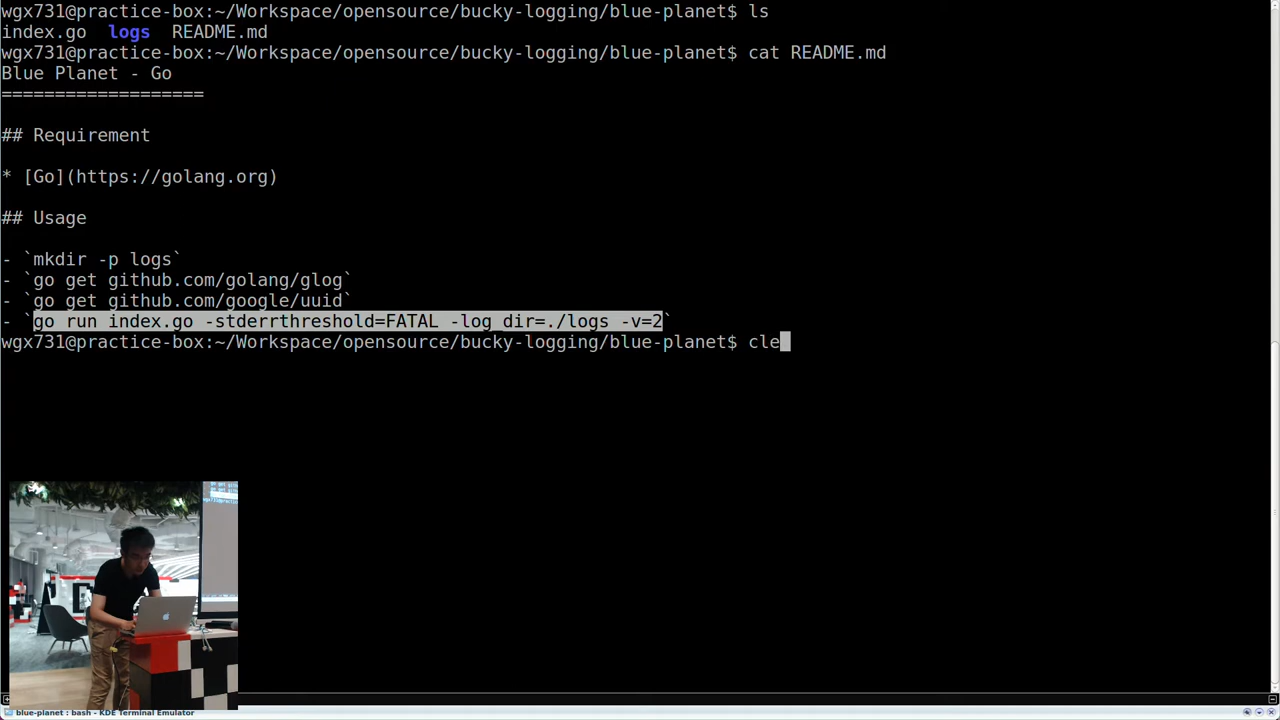 wgx731@practice-box:~/Workspace/opensource/bucky-logging/blue-planet$ ls
index.go  logs  README.md
wgx731@practice-box:~/Workspace/opensource/bucky-logging/blue-planet$ cat README.md
Blue Planet - Go
===================
## Requirement
* [Go](https://golang.org)
## Usage
- `mkdir -p logs`
- `go get github.com/golang/glog`
- `go get github.com/google/uuid`
- `go run index.go -stderrthreshold=FATAL -log_dir=./logs -v=2`
wgx731@practice-box:~/Workspace/opensource/bucky-logging/blue-planet$ cle
blue-planet : bash - KDE Terminal Emulator